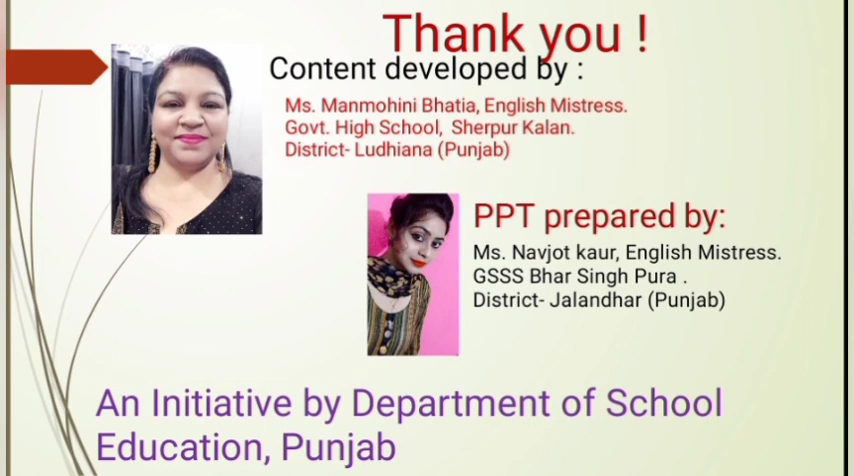 Thank you !
Content developed by :
Ms. Manmohini Bhatia, English Mistress.
Govt. High School, Sherpur Kalan.
District- Ludhiana (Punjab)
PPT prepared by:
Ms. Navjot kaur, English Mistress.
GSSS Bhar Singh Pura .
District- Jalandhar (Punjab)
An Initiative by Department of School
Education, Punjab